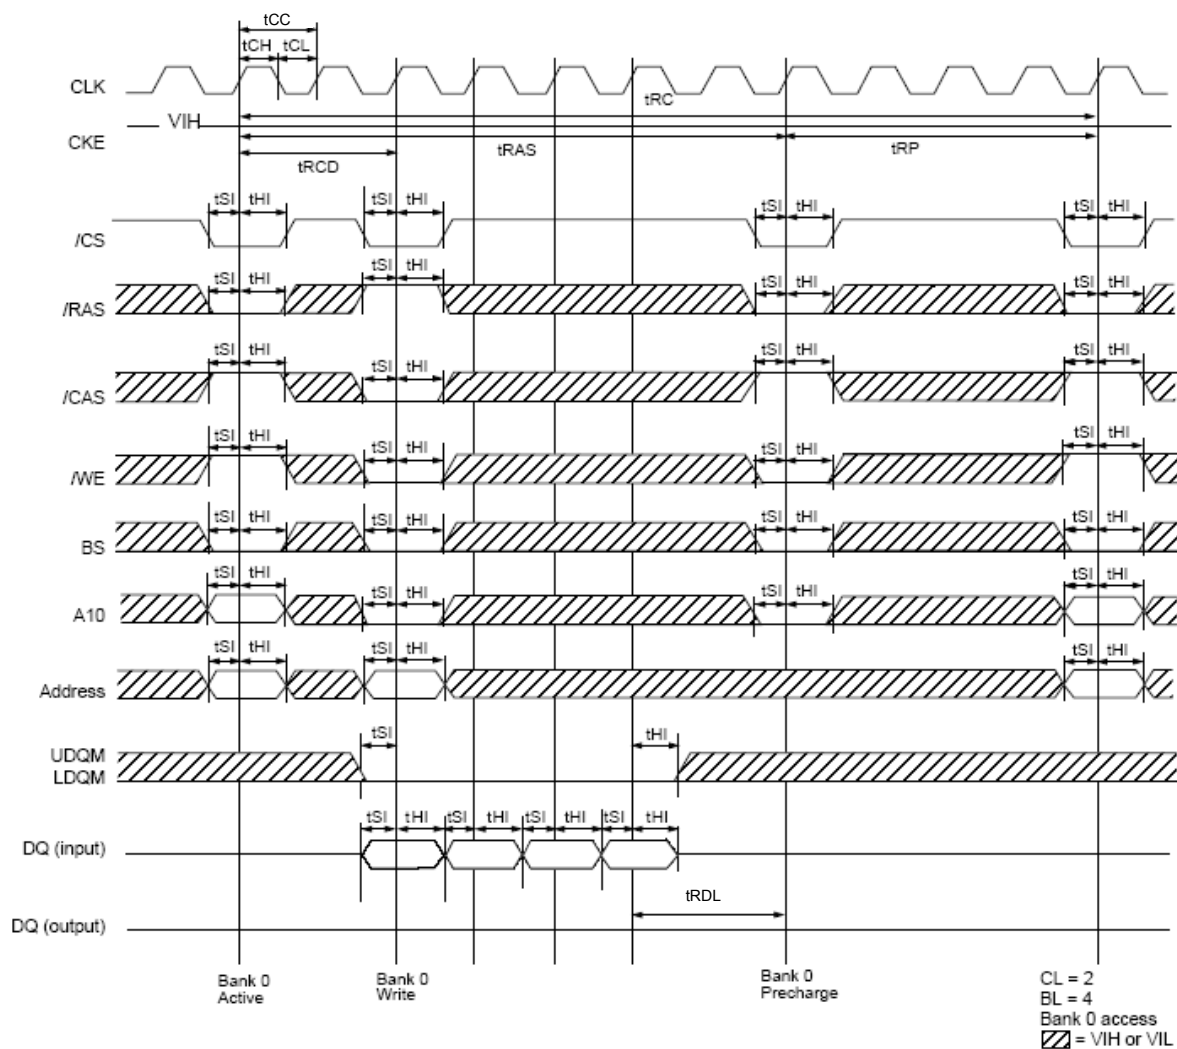 tCC
tCH tCL
CLK
tRC
VIH
CKE
tRAS tRP
tRCD
tSI tHI tSI tHI tSI tHI tSI tHI
/CS
tSI tHI tSI tHI tSI tHI tSI tHI
/RAS
tSI tHI tSI tHI tSI tHI tSI tHI
/CAS
tSI tHI tSI tHI tSI tHI tSI tHI
/WE
tSI tHI tSI tHI tSI tHI tSI tHI
BS
tSI tHI tSI tHI tSI tHI tSI tHI
A10
tSI tHI tSI tHI tSI tHI
Address
tSI tHI
UDQM
LDQM
tSI tHI tSI tHI tSI tHI tSI tHI
DQ (input)
tRDL
DQ (output)
Bank 0
Active
Bank 0
Write
Bank 0
Precharge
CL = 2
BL = 4
Bank 0 access
= VIH or VIL